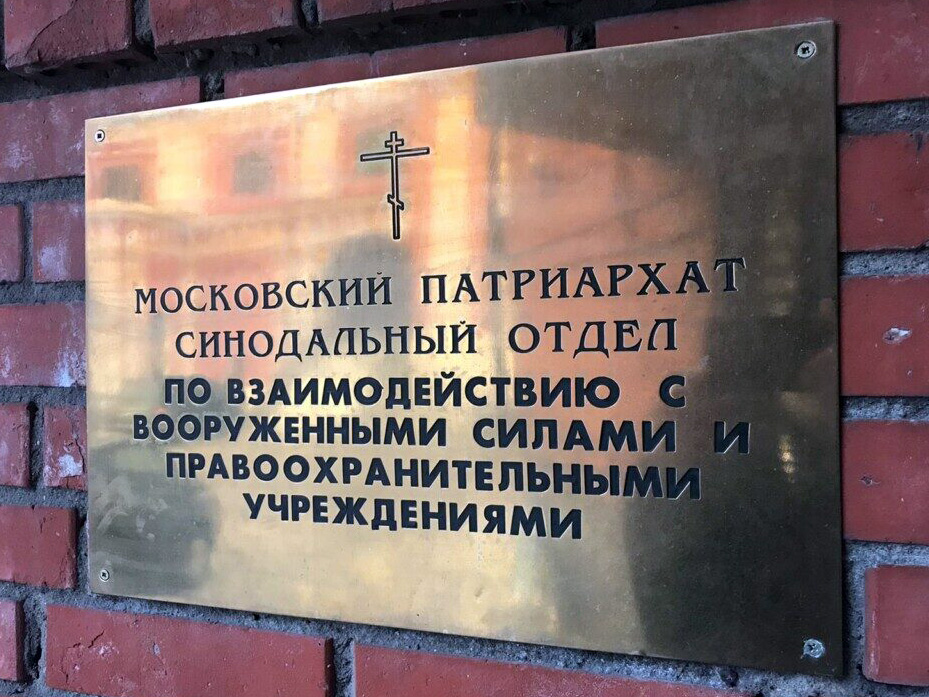 МОСКОВСКИЙ ПАТРИАРХАТ
СИНОДАЛЬНЫЙ ОТДЕЛ
ПО ВЗАИМОДЕЙСТВИЮ С
ВООРУЖЕННЫМИ СИЛАМИ И
ПРАВООХРАНИТЕЛЬНЫМИ
УЧРЕЖДЕНИЯМИ